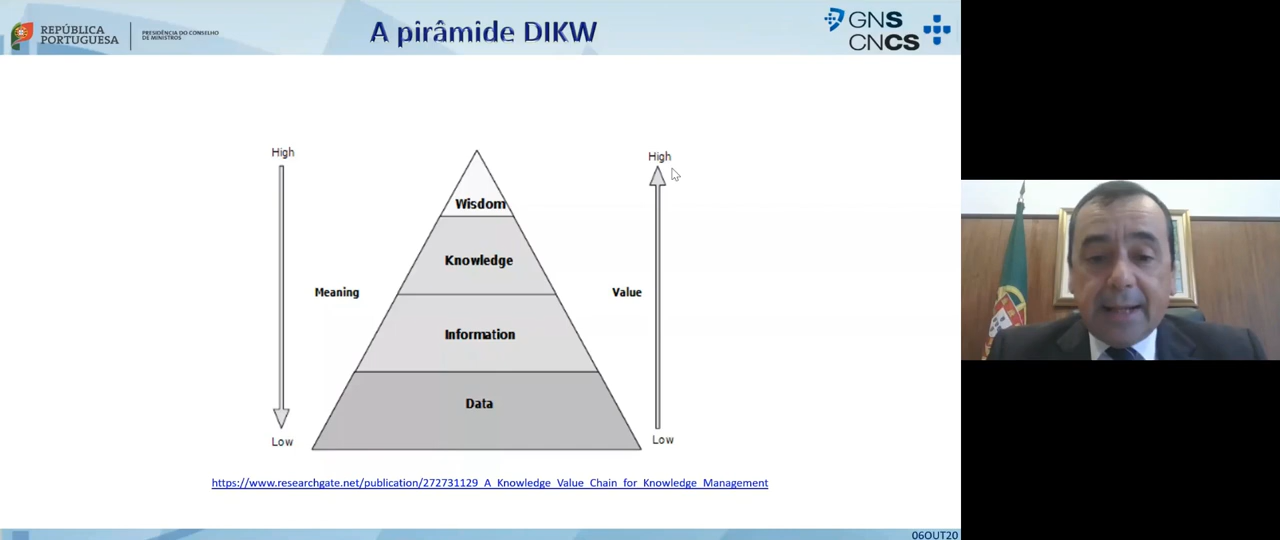 REPÚBLICA
PORTUGUESA
PRESIDÊNCIA DO CONSELHO
DE MINISTROS
A pirâmide DIKW
GNS
CNCS
High
High
Wisdom
Knowledge
Meaning
Value
Information
Data
Low
Low
https://www.researchgate.net/publication/272731129_A_Knowledge_Value_Chain_for_Knowledge_Management
06OUT20